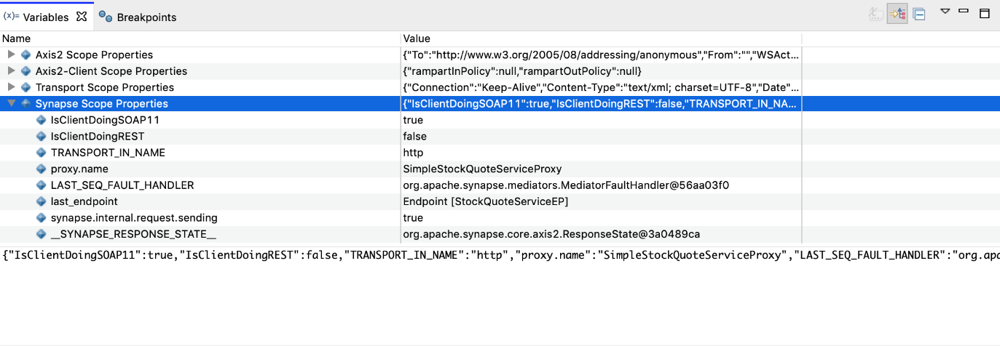 (x)= Variables Breakpoints
Name Value
Axis2 Scope Properties {"To":"http://www.w3.org/2005/08/addressing/anonymous","From":"","WSAct...
Axis2-Client Scope Properties {"rampartInPolicy":null,"rampartOutPolicy":null}
Transport Scope Properties {"Connection":"Keep-Alive","Content-Type":"text/xml; charset=UTF-8","Date"...
Synapse Scope Properties {"IsClientDoingSOAP11":true,"IsClientDoingREST":false,"TRANSPORT_IN_NA...
IsClientDoingSOAP11 true
IsClientDoingREST false
TRANSPORT_IN_NAME http
proxy.name SimpleStockQuoteServiceProxy
LAST_SEQ_FAULT_HANDLER org.apache.synapse.mediators.MediatorFaultHandler@56aa03f0
last_endpoint Endpoint [StockQuoteServiceEP]
synapse.internal.request.sending true
__SYNAPSE_RESPONSE_STATE__ org.apache.synapse.core.axis2.ResponseState@3a0489ca
{"IsClientDoingSOAP11":true,"IsClientDoingREST":false,"TRANSPORT_IN_NAME":"http","proxy.name":"SimpleStockQuoteServiceProxy","LAST_SEQ_FAULT_HANDLER":"org.apa